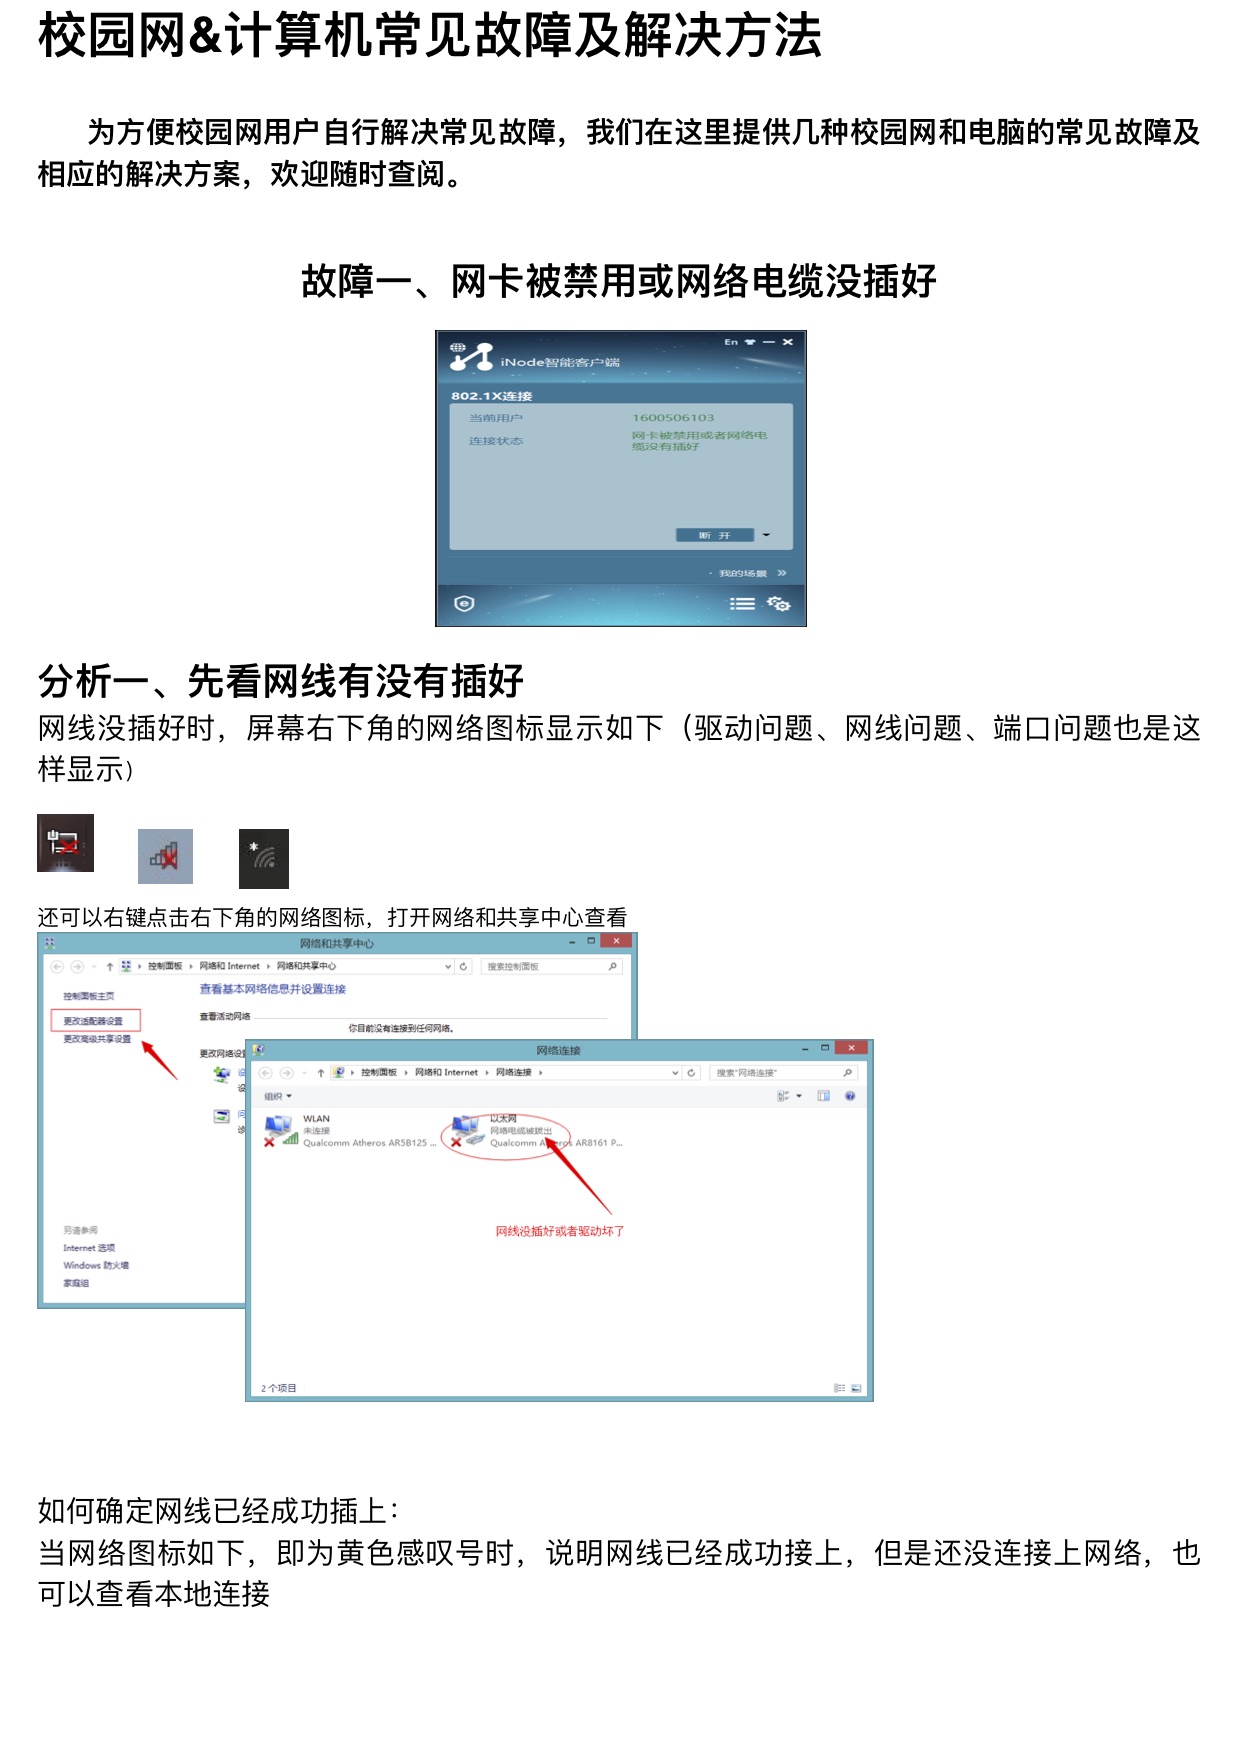 校园网&计算机常见故障及解决方法
为方便校园网用户自行解决常见故障，我们在这里提供几种校园网和电脑的常见故障及
相应的解决方案，欢迎随时查阅。
故障一、网卡被禁用或网络电缆没插好
En
iNode智能客户端
802.1X连接
当前用户 1600506103
连接状态 网卡被禁用或者网络电
缆没有插好
断 开
· 我的场景 »
分析一、先看网线有没有插好
网线没插好时，屏幕右下角的网络图标显示如下（驱动问题、网线问题、端口问题也是这
样显示）
还可以右键点击右下角的网络图标，打开网络和共享中心查看
网络和共享中心
控制面板 网络和 Internet 网络和共享中心 搜索控制面板
控制面板主页
查看基本网络信息并设置连接
更改适配器设置
查看活动网络
你目前没有连接到任何网络。
更改高级共享设置
更改网络设置
另请参阅
Internet 选项
Windows 防火墙
家庭组
网络连接
控制面板 网络和 Internet 网络连接 搜索"网络连接"
组织
WLAN
未连接
Qualcomm Atheros AR5B125 ...
以太网
网络电缆被拔出
Qualcomm Atheros AR8161 P...
网线没插好或者驱动坏了
2 个项目
如何确定网线已经成功插上：
当网络图标如下，即为黄色感叹号时，说明网线已经成功接上，但是还没连接上网络，也
可以查看本地连接